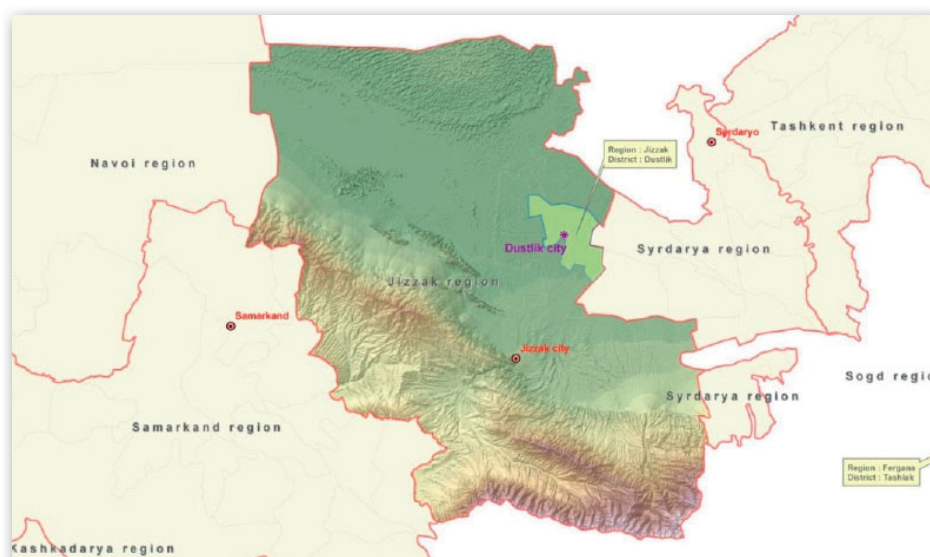 Syrdaryo
Tashkent region
Region : Jizzak
District : Dustlik
Navoi region
Dustlik city
Syrdarya region
Jizzak region
Samarkand
Jizzak city
Sogd regio
Syrdarya region
Samarkand region
Region : Fergana
District : Tashlak
Kashkadarya region